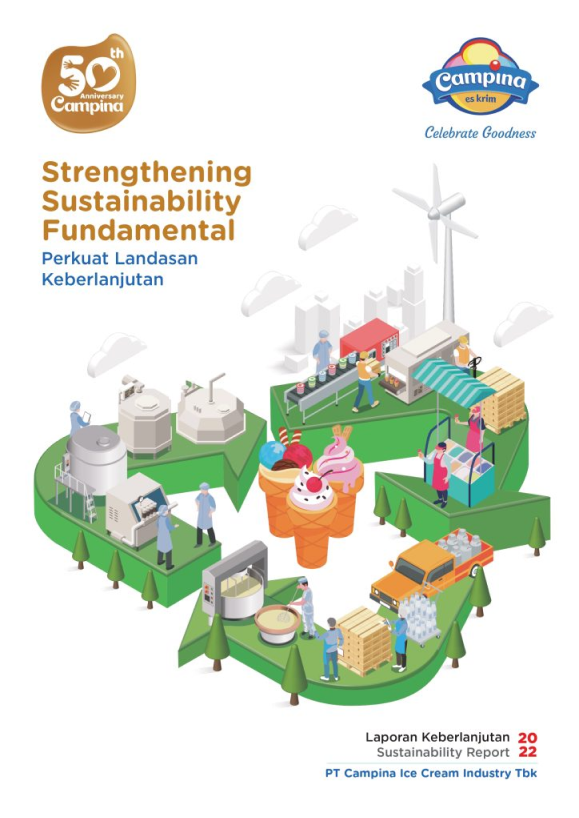 50th
Anniversary
Campina
Campina
es krim
Celebrate Goodness
Strengthening
Sustainability
Fundamental
Perkuat Landasan
Keberlanjutan
Laporan Keberlanjutan 20
Sustainability Report 22
PT Campina Ice Cream Industry Tbk